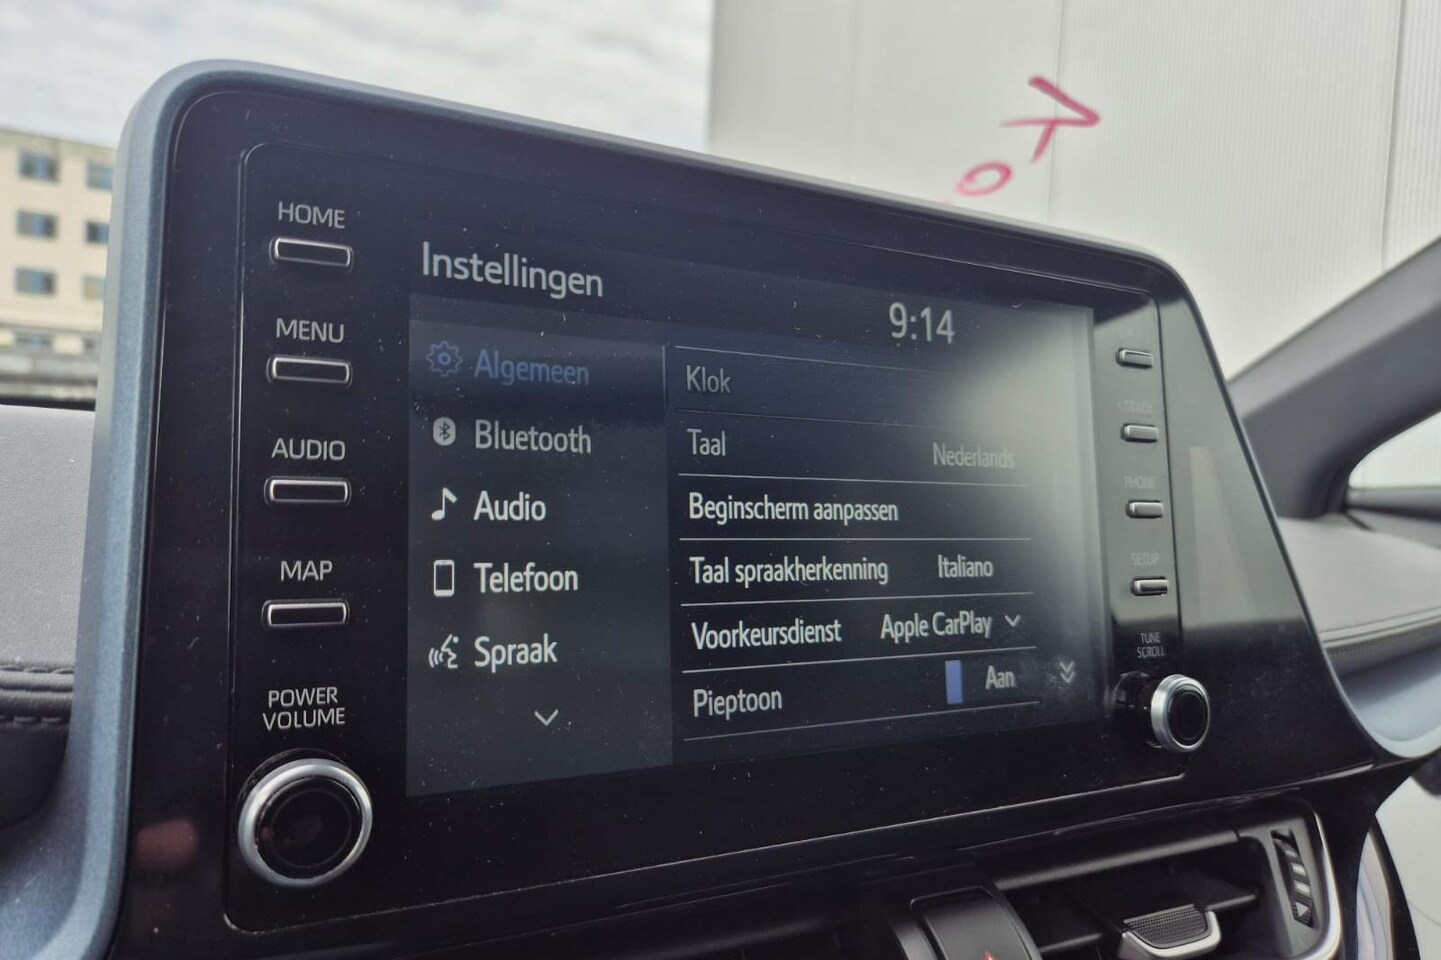 HOME
MENU
AUDIO
MAP
POWER
VOLUME
Instellingen
9:14
Algemeen
Bluetooth
Audio
Telefoon
Spraak
Klok
Taal Nederlands
Beginscherm aanpassen
Taal spraakherkenning Italiano
Voorkeursdienst Apple CarPlay
Pieptoon Aan
TRACK
PHONE
SETUP
TUNE
SCROLL